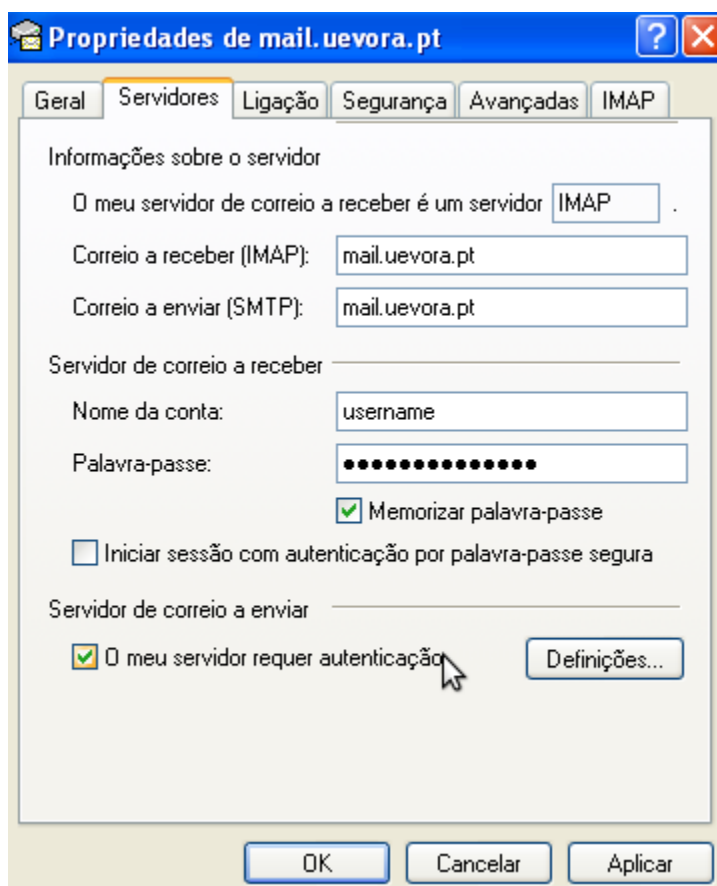 Propriedades de mail.uevora.pt
Geral Servidores Ligação Segurança Avançadas IMAP
Informações sobre o servidor
O meu servidor de correio a receber é um servidor IMAP .
Correio a receber (IMAP): mail.uevora.pt
Correio a enviar (SMTP): mail.uevora.pt
Servidor de correio a receber
Nome da conta: username
Palavra-passe: ●●●●●●●●●●●●●●
Memorizar palavra-passe
Iniciar sessão com autenticação por palavra-passe segura
Servidor de correio a enviar
O meu servidor requer autenticação Definições...
OK Cancelar Aplicar